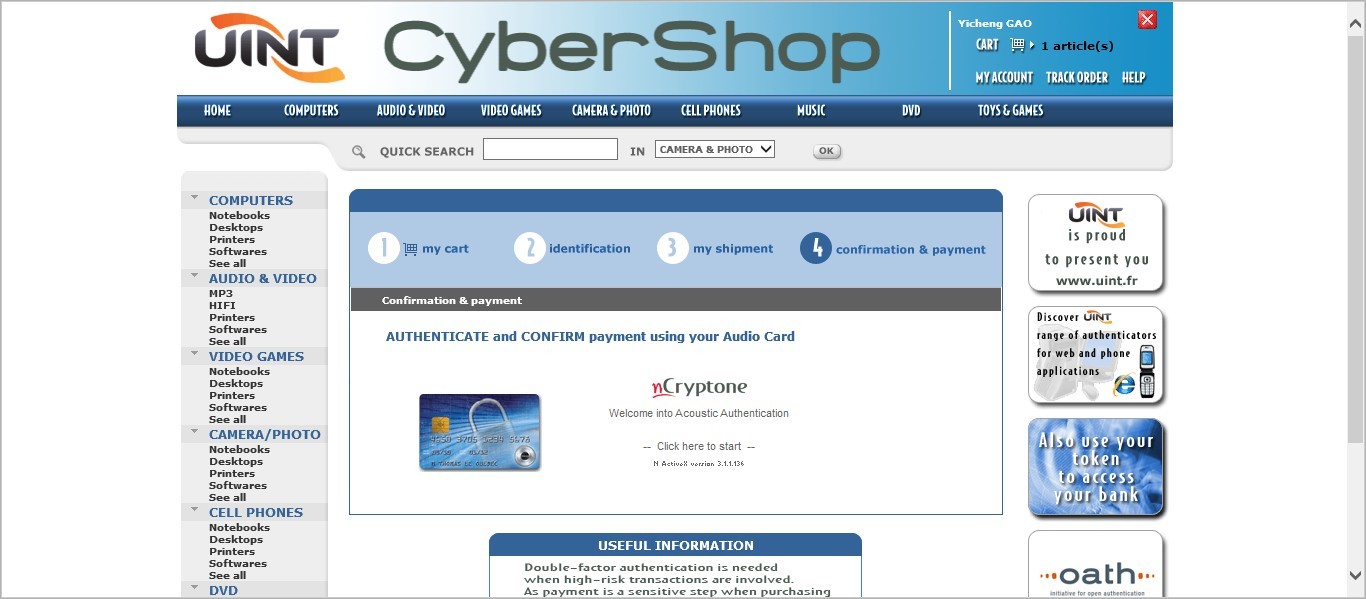 UINT CyberShop
Yicheng GAO
CART 1 article(s)
MY ACCOUNT TRACK ORDER HELP
HOME COMPUTERS AUDIO & VIDEO VIDEO GAMES CAMERA & PHOTO CELL PHONES MUSIC DVD TOYS & GAMES
QUICK SEARCH IN CAMERA & PHOTO OK
COMPUTERS
Notebooks
Desktops
Printers
Softwares
See all
AUDIO & VIDEO
MP3
HIFI
Printers
Softwares
See all
VIDEO GAMES
Notebooks
Desktops
Printers
Softwares
See all
CAMERA/PHOTO
Notebooks
Desktops
Printers
Softwares
See all
CELL PHONES
Notebooks
Desktops
Printers
Softwares
See all
DVD
1 my cart 2 identification 3 my shipment 4 confirmation & payment
Confirmation & payment
AUTHENTICATE and CONFIRM payment using your Audio Card
nCryptone
Welcome into Acoustic Authentication
-- Click here to start --
N ActiveX version 3.1.1.136
USEFUL INFORMATION
Double-factor authentication is needed
when high-risk transactions are involved.
As payment is a sensitive step when purchasing
UINT
is proud
to present you
www.uint.fr
Discover UINT
range of authenticators
for web and phone
applications
Also use your
token
to access
your bank
oath
initiative for open authentication